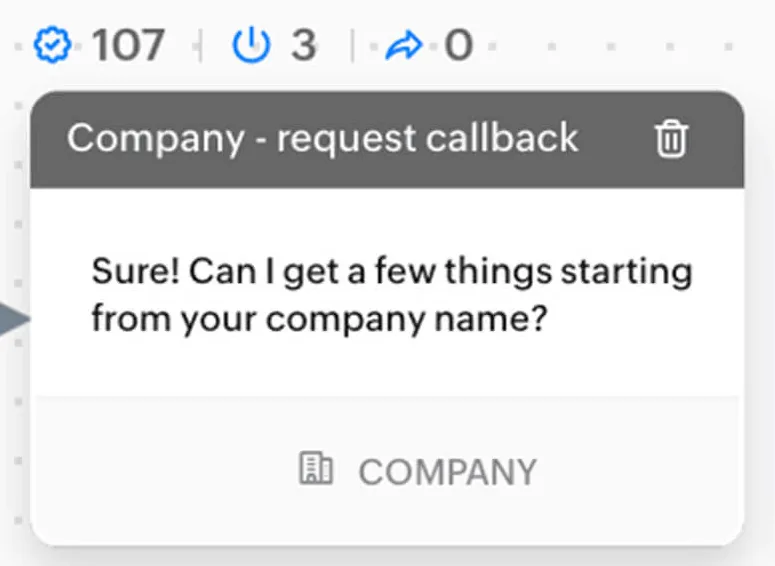 107 3 0
Company - request callback
Sure! Can I get a few things starting
from your company name?
COMPANY